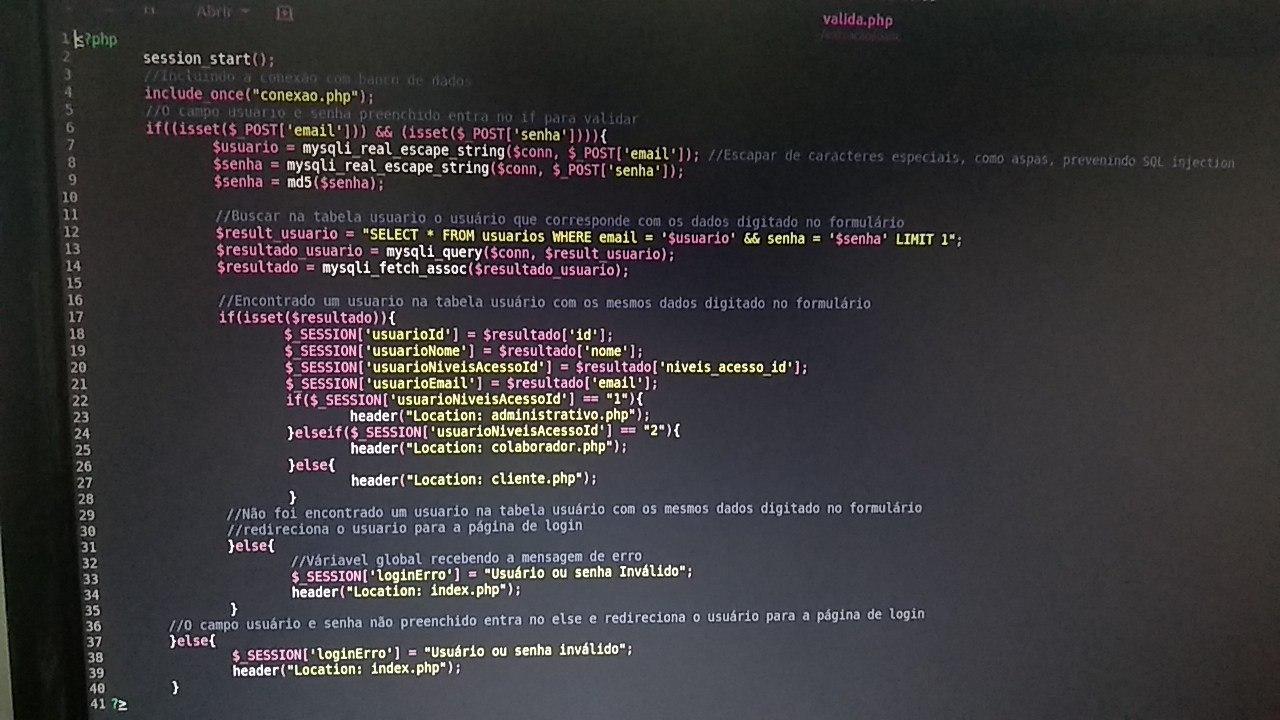 Abrir
valida.php
1 <?php
2 session_start();
3 //Incluindo a conexão com banco de dados
4 include_once("conexao.php");
5 //O campo usuário e senha preenchido entra no if para validar
6 if((isset($_POST['email'])) && (isset($_POST['senha']))){
7 $usuario = mysqli_real_escape_string($conn, $_POST['email']); //Escapar de caracteres especiais, como aspas, prevenindo SQL injection
8 $senha = mysqli_real_escape_string($conn, $_POST['senha']);
9 $senha = md5($senha);
10
11 //Buscar na tabela usuario o usuário que corresponde com os dados digitado no formulário
12 $result_usuario = "SELECT * FROM usuarios WHERE email = '$usuario' && senha = '$senha' LIMIT 1";
13 $resultado_usuario = mysqli_query($conn, $result_usuario);
14 $resultado = mysqli_fetch_assoc($resultado_usuario);
15
16 //Encontrado um usuario na tabela usuário com os mesmos dados digitado no formulário
17 if(isset($resultado)){
18 $_SESSION['usuarioId'] = $resultado['id'];
19 $_SESSION['usuarioNome'] = $resultado['nome'];
20 $_SESSION['usuarioNiveisAcessoId'] = $resultado['niveis_acesso_id'];
21 $_SESSION['usuarioEmail'] = $resultado['email'];
22 if($_SESSION['usuarioNiveisAcessoId'] == "1"){
23 header("Location: administrativo.php");
24 }elseif($_SESSION['usuarioNiveisAcessoId'] == "2"){
25 header("Location: colaborador.php");
26 }else{
27 header("Location: cliente.php");
28 }
29 //Não foi encontrado um usuario na tabela usuário com os mesmos dados digitado no formulário
30 //redireciona o usuario para a página de login
31 }else{
32 //Váriavel global recebendo a mensagem de erro
33 $_SESSION['loginErro'] = "Usuário ou senha Inválido";
34 header("Location: index.php");
35 }
36 //O campo usuário e senha não preenchido entra no else e redireciona o usuário para a página de login
37 }else{
38 $_SESSION['loginErro'] = "Usuário ou senha inválido";
39 header("Location: index.php");
40 }
41 ?>